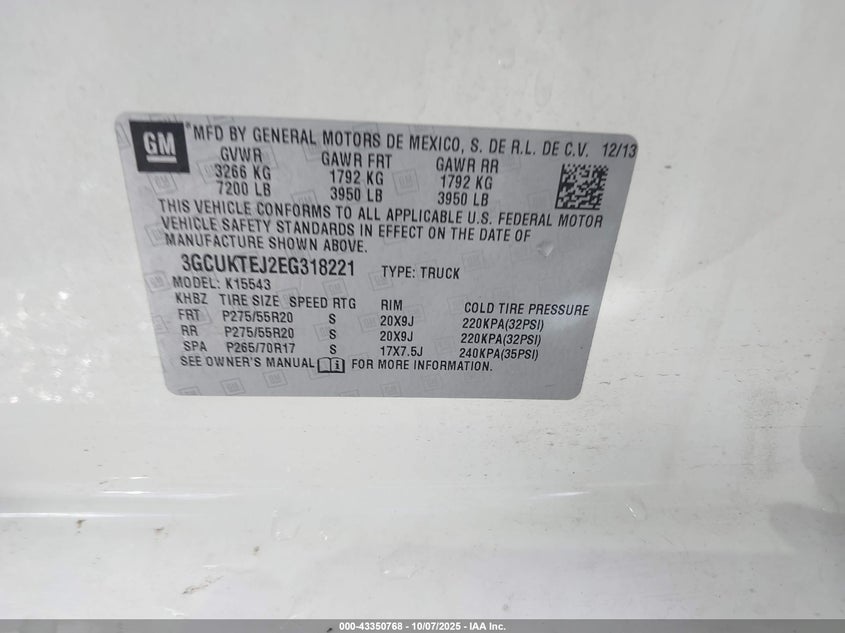 GM
MFD BY GENERAL MOTORS DE MEXICO, S. DE R.L. DE C.V. 12/13
GVWR GAWR FRT GAWR RR
3266 KG 1792 KG 1792 KG
7200 LB 3950 LB 3950 LB
THIS VEHICLE CONFORMS TO ALL APPLICABLE U.S. FEDERAL MOTOR
VEHICLE SAFETY STANDARDS IN EFFECT ON THE DATE OF
MANUFACTURE SHOWN ABOVE.
3GCUKTEJ2EG318221 TYPE: TRUCK
MODEL: K15543
KHBZ TIRE SIZE SPEED RTG RIM COLD TIRE PRESSURE
FRT P275/55R20 S 20X9J 220KPA(32PSI)
RR P275/55R20 S 20X9J 220KPA(32PSI)
SPA P265/70R17 S 17X7.5J 240KPA(35PSI)
SEE OWNER'S MANUAL FOR MORE INFORMATION.
000-43350768 - 10/07/2025 - IAA Inc.